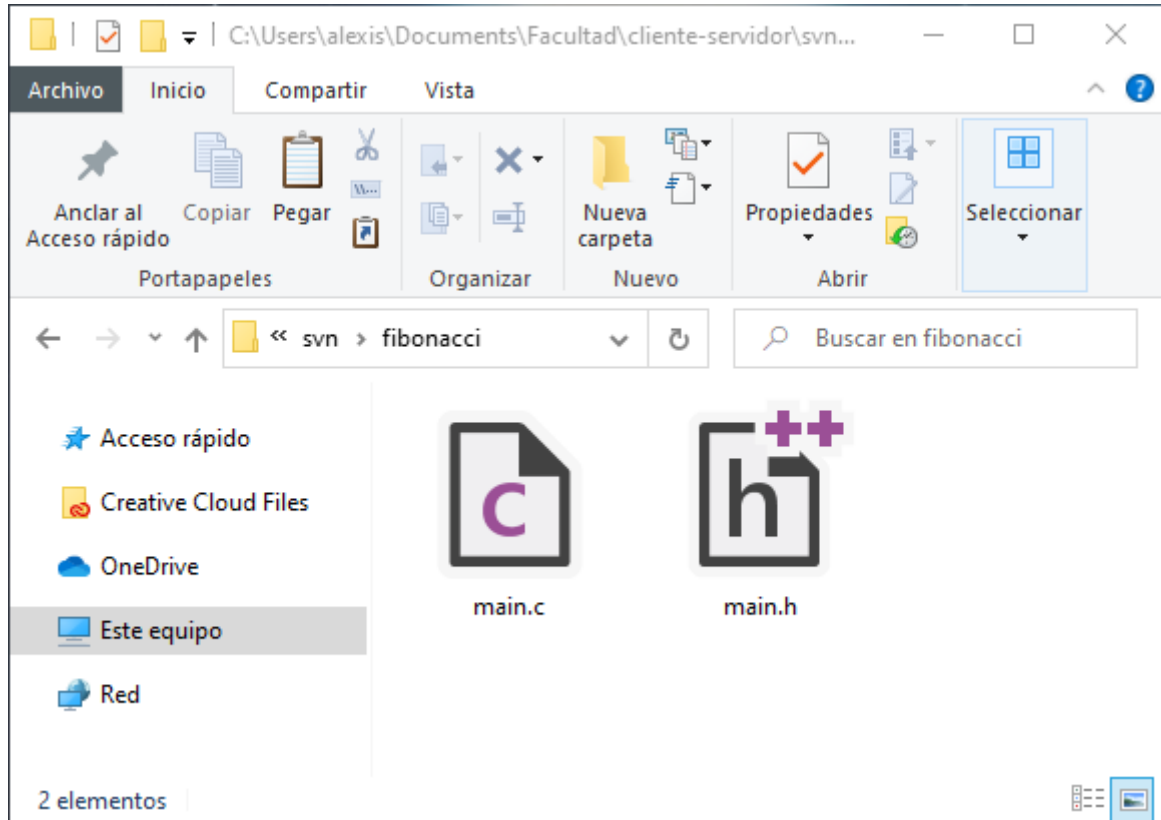 C:\Users\alexis\Documents\Facultad\cliente-servidor\svn...
Archivo Inicio Compartir Vista
Anclar al
Acceso rápido
Copiar
Pegar
Nueva
carpeta
Propiedades
Seleccionar
Portapapeles
Organizar
Nuevo
Abrir
« svn > fibonacci
Buscar en fibonacci
Acceso rápido
Creative Cloud Files
OneDrive
Este equipo
Red
c
h++
main.c
main.h
2 elementos